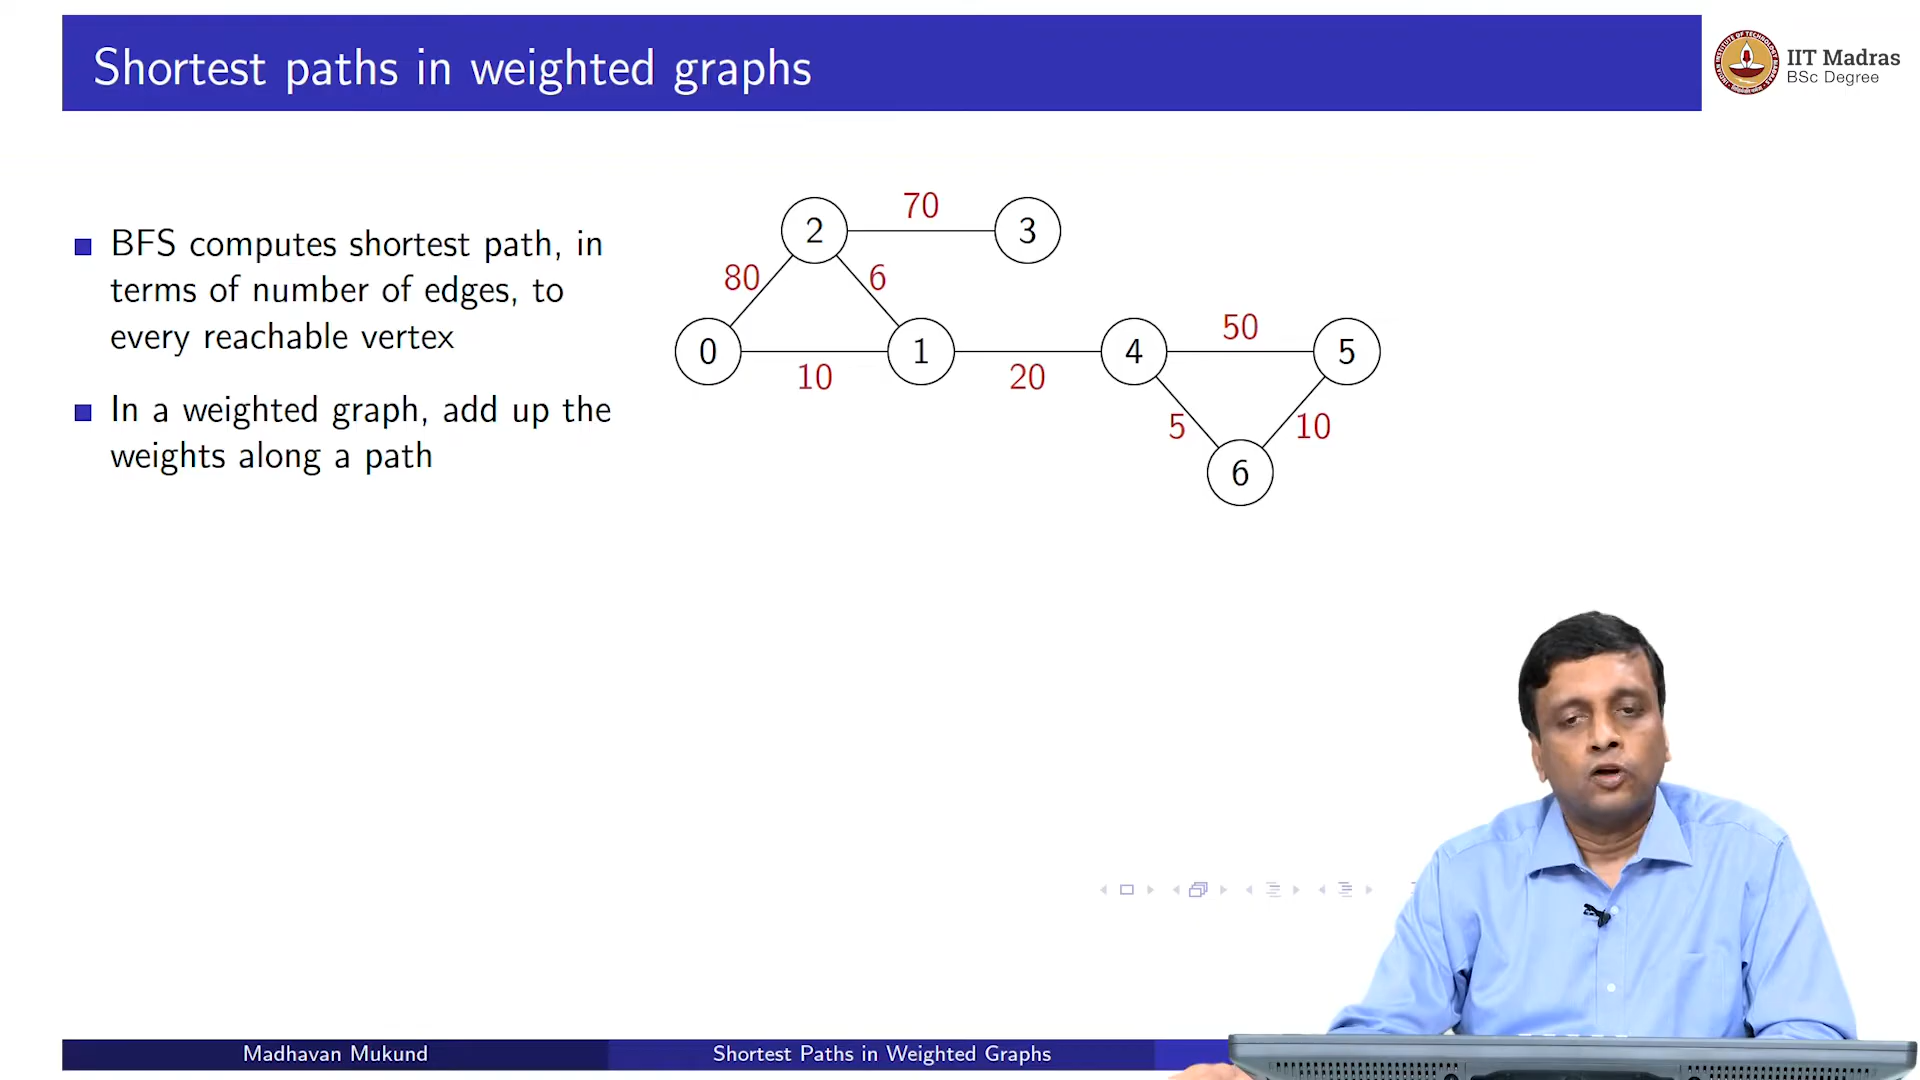 Shortest paths in weighted graphs
IIT Madras
BSc Degree
BFS computes shortest path, in
terms of number of edges, to
every reachable vertex
In a weighted graph, add up the
weights along a path
70
2
3
80
6
50
0
1
4
5
10
20
5
10
6
Madhavan Mukund
Shortest Paths in Weighted Graphs